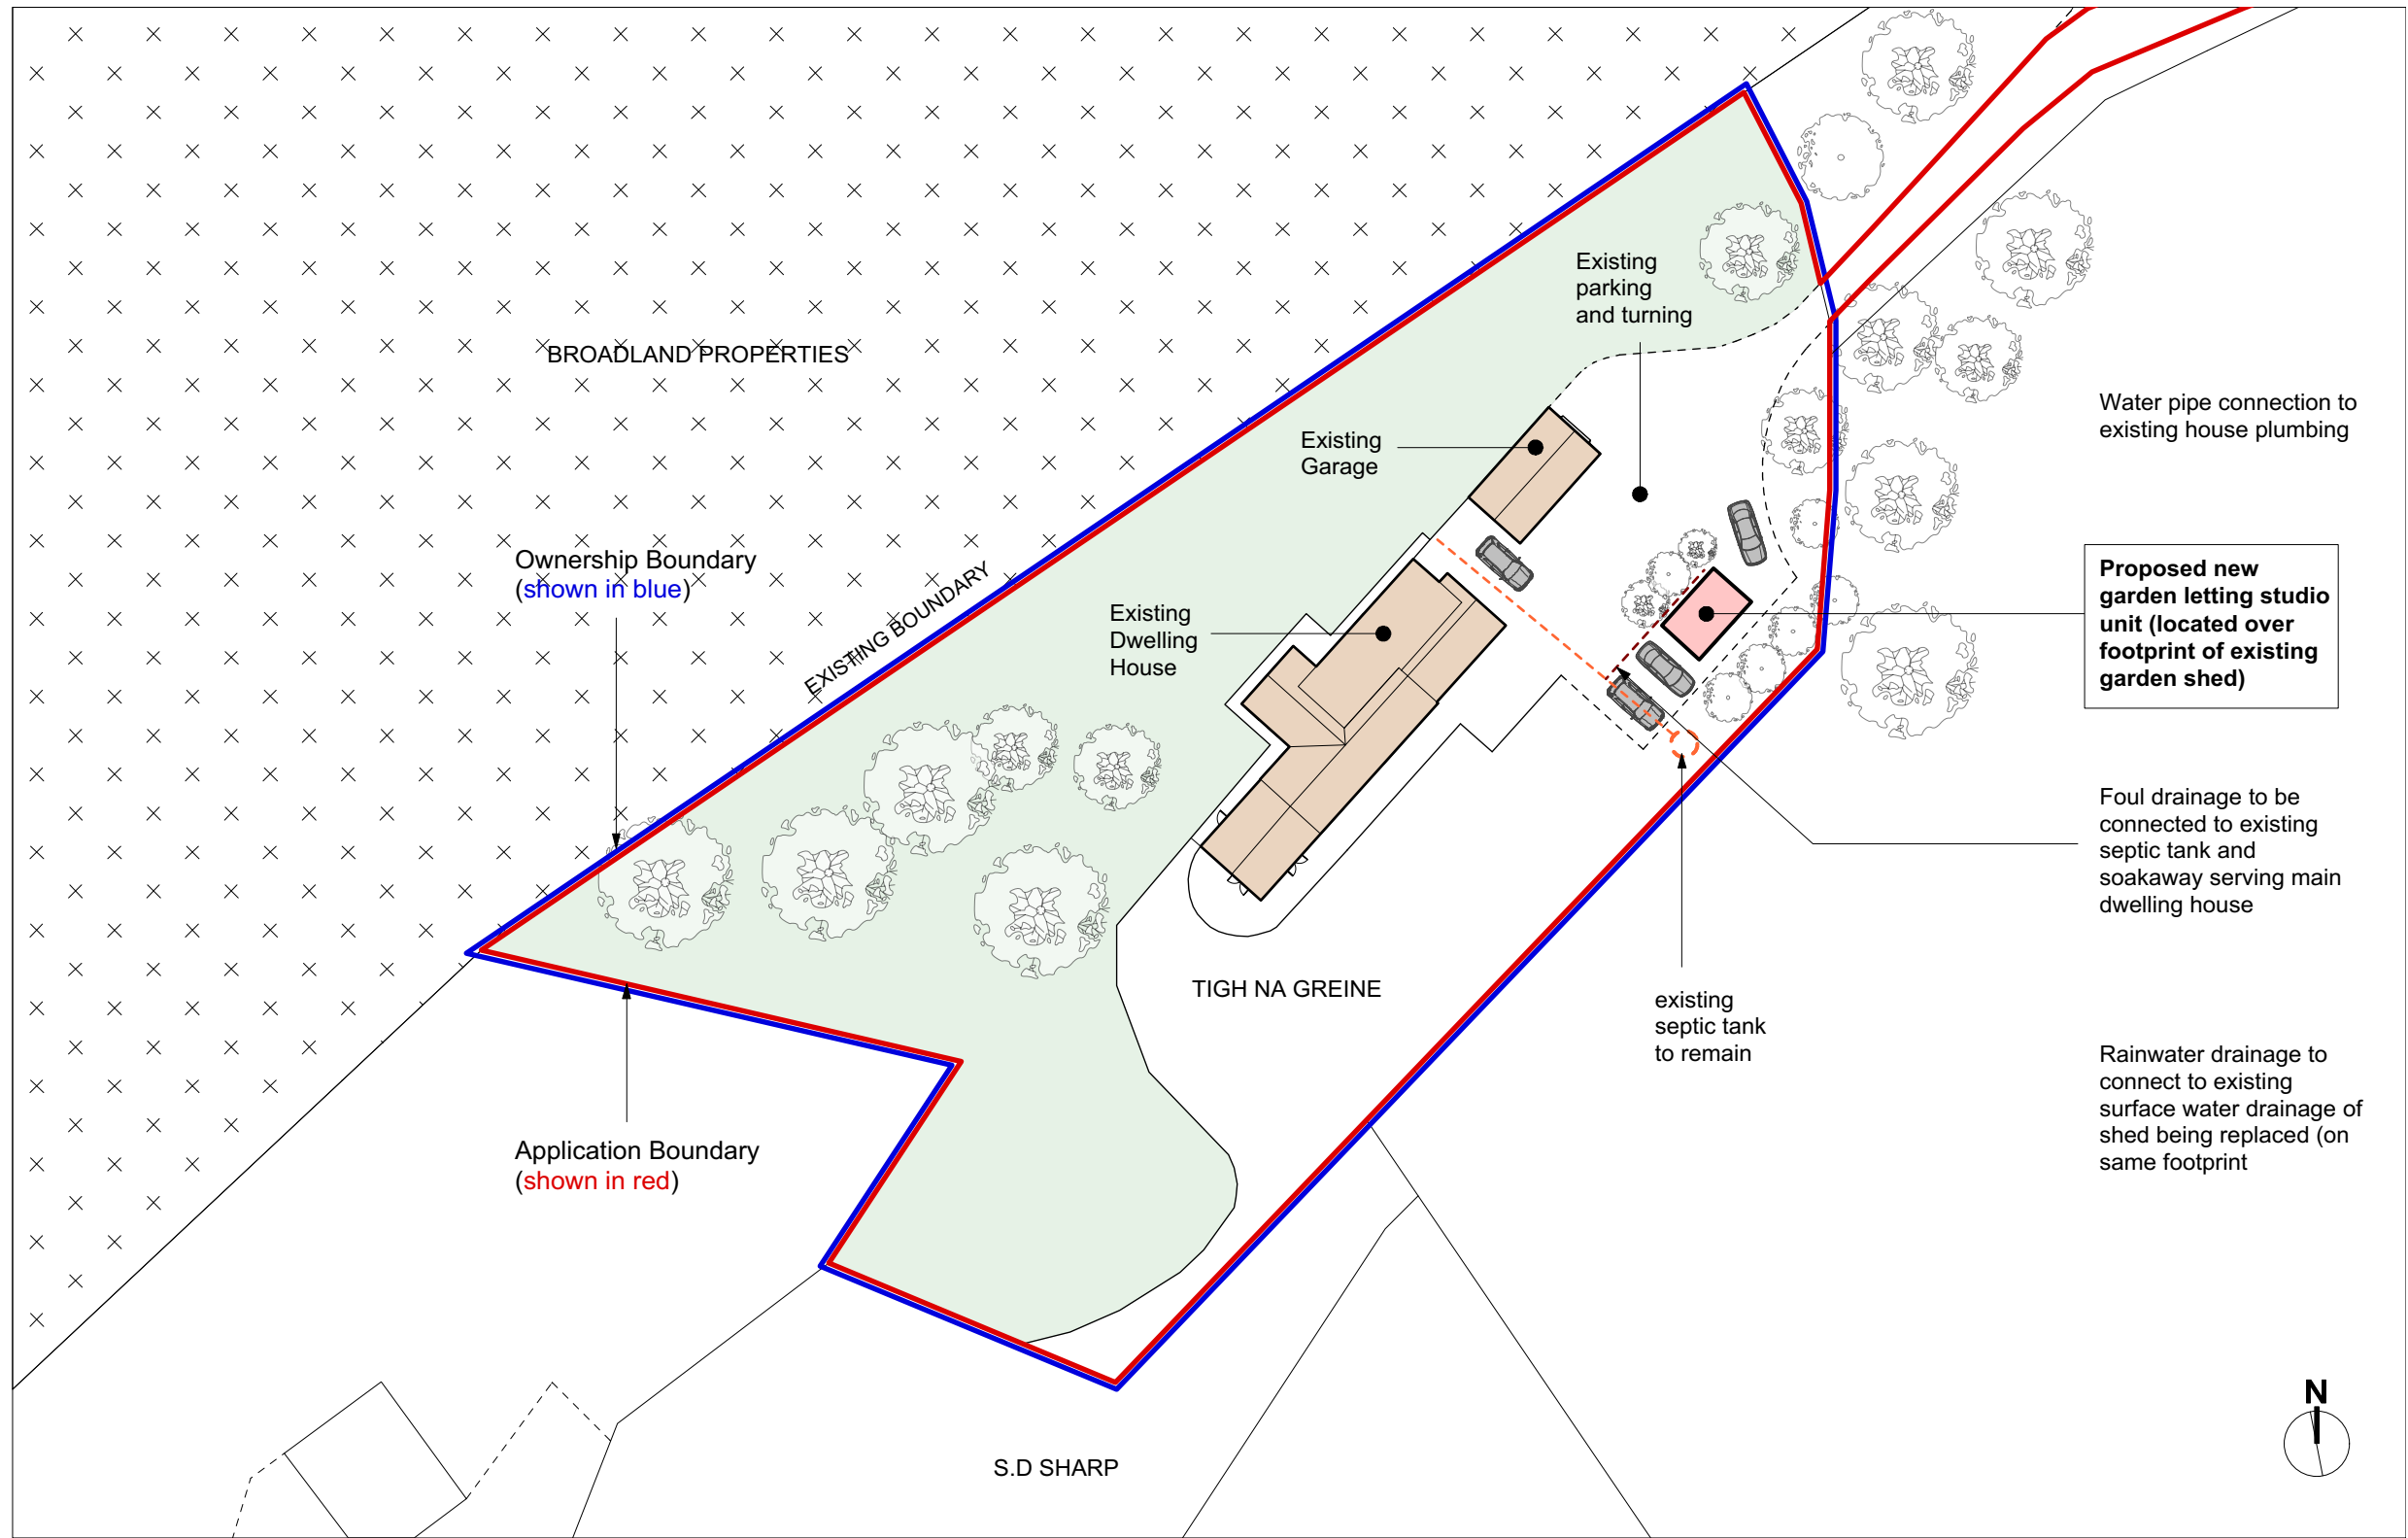 BROADLAND PROPERTIES
Existing
parking
and turning
Existing
Garage
Water pipe connection to
existing house plumbing
Ownership Boundary
(shown in blue)
EXISTING BOUNDARY
Existing
Dwelling
House
Proposed new
garden letting studio
unit (located over
footprint of existing
garden shed)
Foul drainage to be
connected to existing
septic tank and
soakaway serving main
dwelling house
TIGH NA GREINE
existing
septic tank
to remain
Rainwater drainage to
connect to existing
surface water drainage of
shed being replaced (on
same footprint
Application Boundary
(shown in red)
S.D SHARP
N